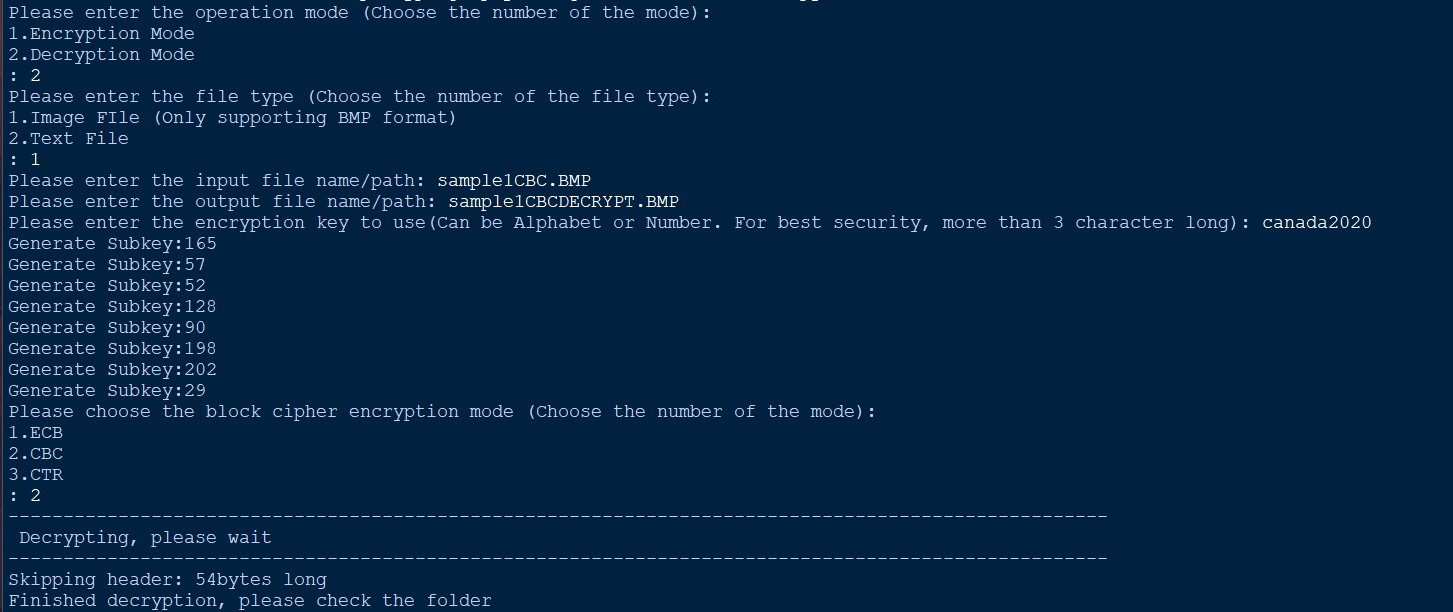 Please enter the operation mode (Choose the number of the mode):
1.Encryption Mode
2.Decryption Mode
: 2
Please enter the file type (Choose the number of the file type):
1.Image FIle (Only supporting BMP format)
2.Text File
: 1
Please enter the input file name/path: sample1CBC.BMP
Please enter the output file name/path: sample1CBCDECRYPT.BMP
Please enter the encryption key to use(Can be Alphabet or Number. For best security, more than 3 character long): canada2020
Generate Subkey:165
Generate Subkey:57
Generate Subkey:52
Generate Subkey:128
Generate Subkey:90
Generate Subkey:198
Generate Subkey:202
Generate Subkey:29
Please choose the block cipher encryption mode (Choose the number of the mode):
1.ECB
2.CBC
3.CTR
: 2
----------------------------------------------------------------------------------------------------
 Decrypting, please wait
----------------------------------------------------------------------------------------------------
Skipping header: 54bytes long
Finished decryption, please check the folder